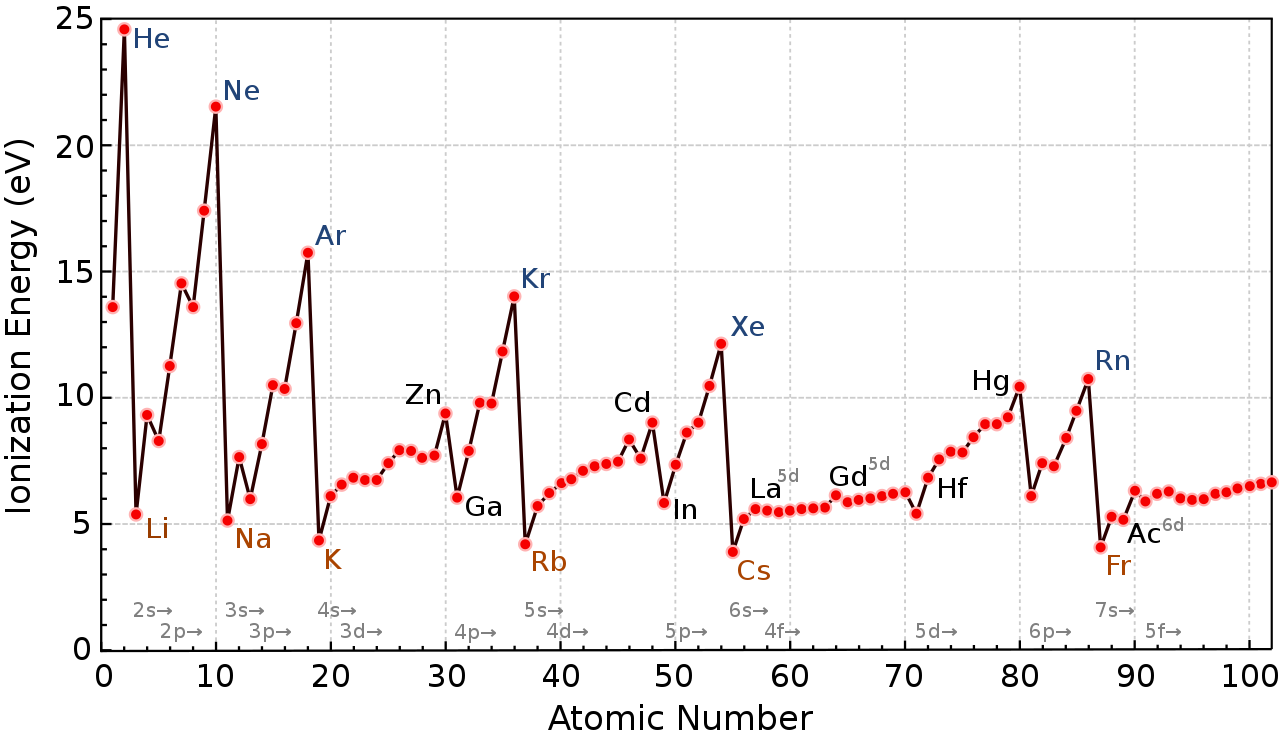 25
He
Ne
20
Ar
15
Kr
Xe
Rn
10
Zn
Cd
Hg
Ga
In
La5d
Gd5d
Hf
5
Li
Na
K
Rb
Cs
Fr
Ac6d
2s→ 3s→ 4s→ 5s→ 6s→ 7s→
2p→ 3p→ 3d→ 4p→ 4d→ 5p→ 4f→ 5d→ 6p→ 5f→
0
0 10 20 30 40 50 60 70 80 90 100
Atomic Number
Ionization Energy (eV)